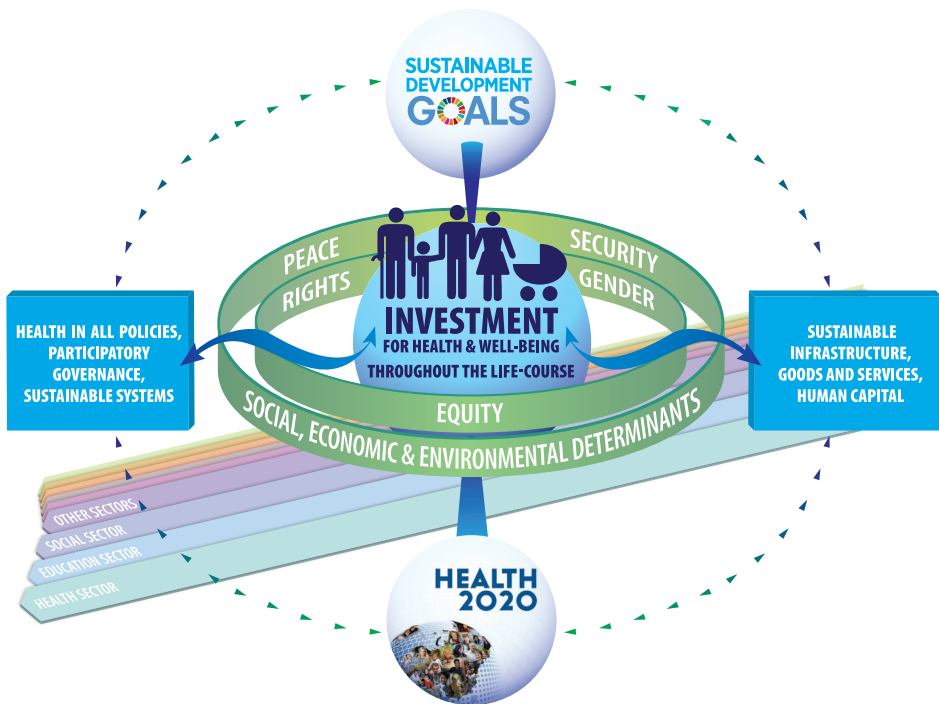 SUSTAINABLE
DEVELOPMENT
GOALS
PEACE
SECURITY
RIGHTS
GENDER
INVESTMENT
FOR HEALTH & WELL-BEING
THROUGHOUT THE LIFE-COURSE
HEALTH IN ALL POLICIES,
PARTICIPATORY
GOVERNANCE,
SUSTAINABLE SYSTEMS
SUSTAINABLE
INFRASTRUCTURE,
GOODS AND SERVICES,
HUMAN CAPITAL
EQUITY
SOCIAL, ECONOMIC & ENVIRONMENTAL DETERMINANTS
OTHER SECTORS
SOCIAL SECTOR
EDUCATION SECTOR
HEALTH SECTOR
HEALTH
2020